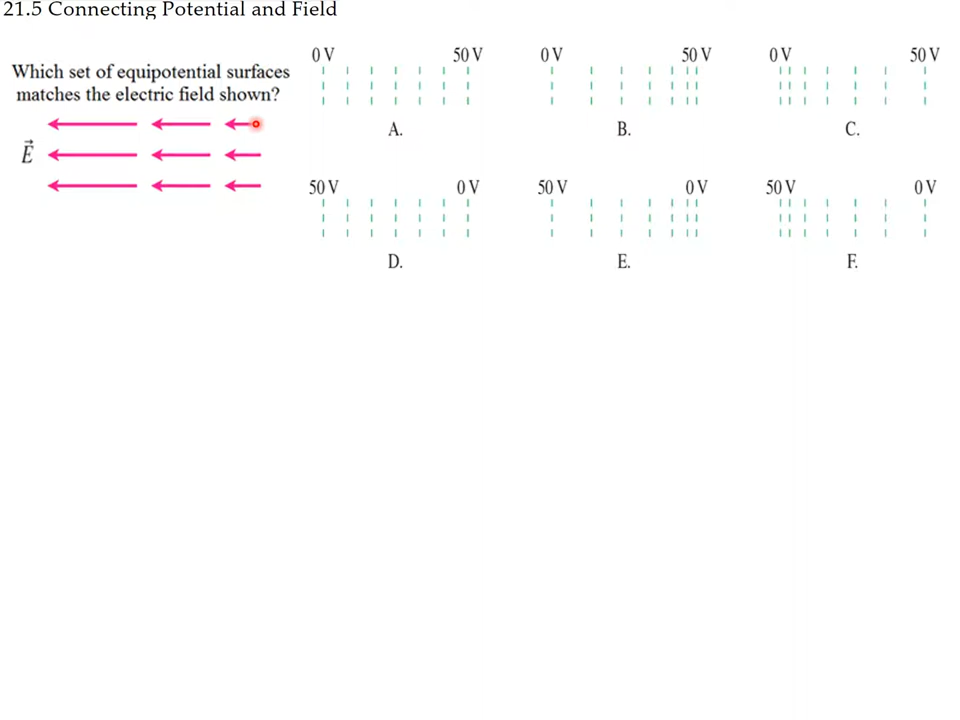 21.5 Connecting Potential and Field
Which set of equipotential surfaces
matches the electric field shown?
E⃗
0 V 50 V
A.
0 V 50 V
B.
0 V 50 V
C.
50 V 0 V
D.
50 V 0 V
E.
50 V 0 V
F.